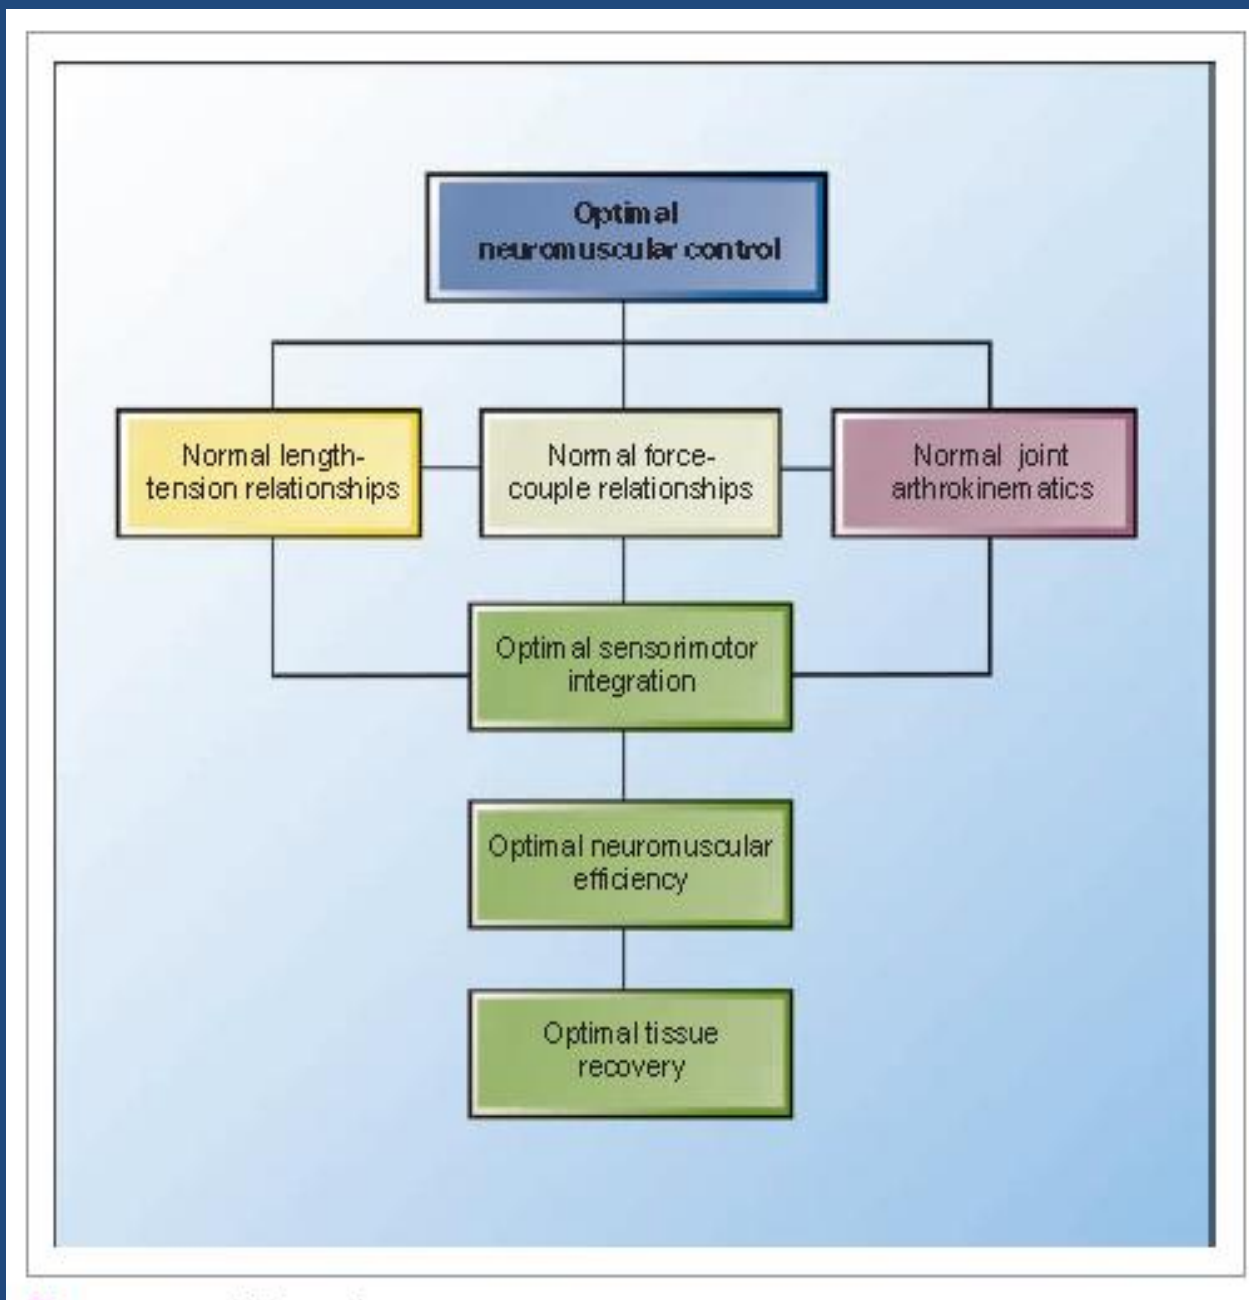 Optimal
neuromuscular control
Normal length-
tension relationships
Normal force-
couple relationships
Normal joint
arthrokinematics
Optimal sensorimotor
integration
Optimal neuromuscular
efficiency
Optimal tissue
recovery